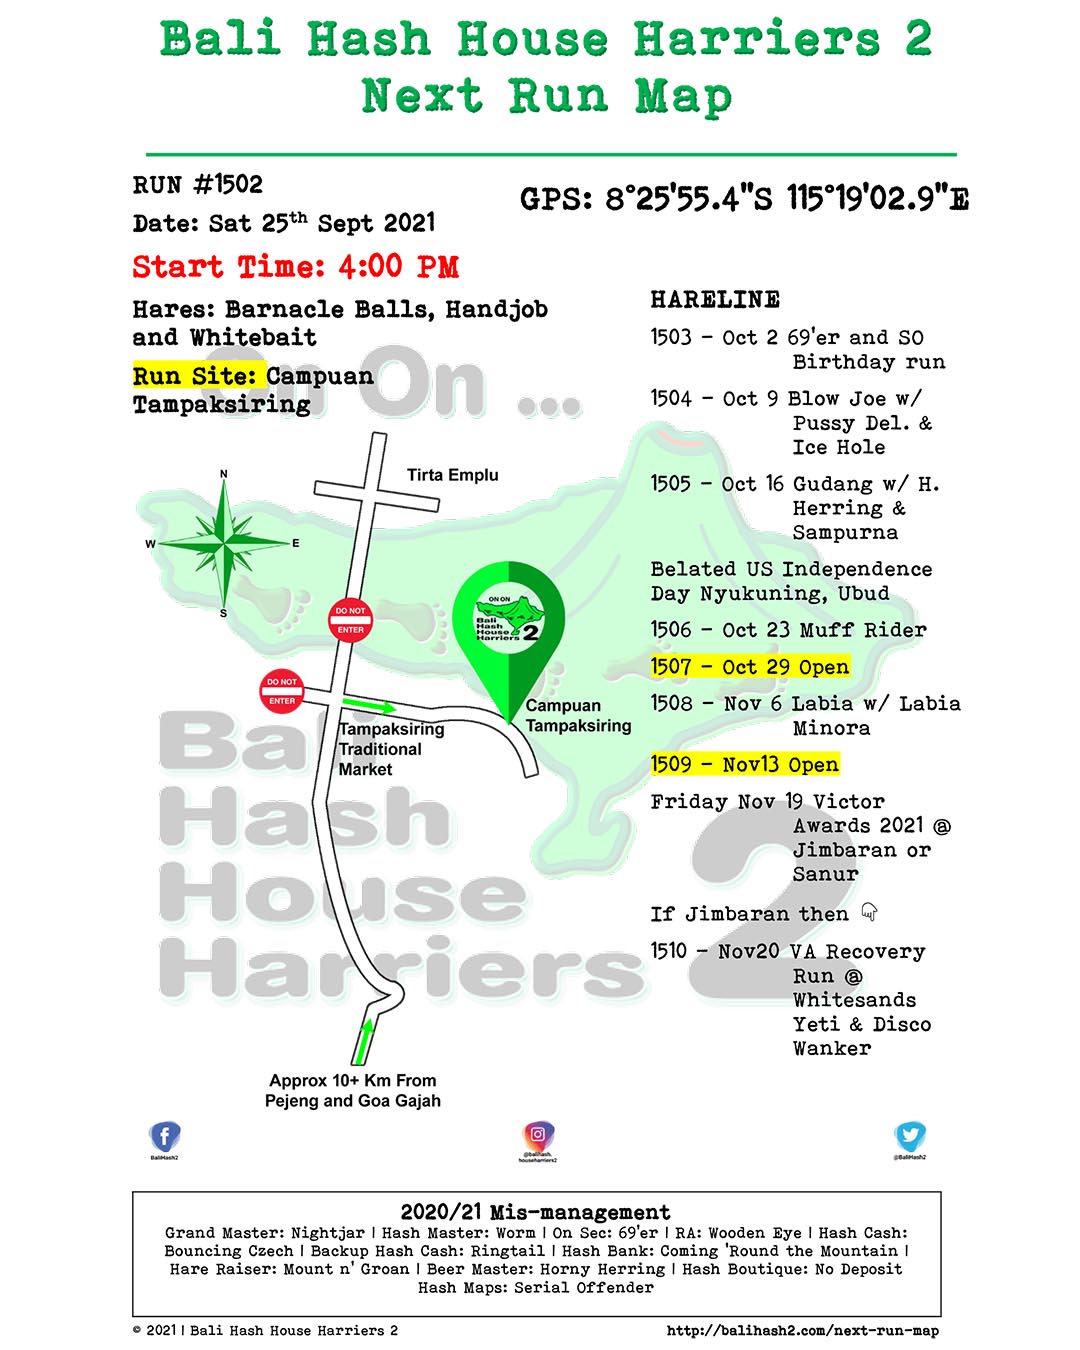 Bali Hash House Harriers 2
Next Run Map
RUN #1502
Date: Sat 25th Sept 2021
Start Time: 4:00 PM
Hares: Barnacle Balls, Handjob
and Whitebait
Run Site: Campuan
Tampaksiring
GPS: 8°25'55.4"S 115°19'02.9"E
On On ...
N
W
E
S
Tirta Emplu
DO NOT
ENTER
DO NOT
ENTER
ON ON
Bali
Hash
House
Harriers 2
Campuan
Tampaksiring
Tampaksiring
Traditional
Market
Bali
Hash
House
Harriers 2
Approx 10+ Km From
Pejeng and Goa Gajah
HARELINE
1503 - Oct 2 69'er and SO
Birthday run
1504 - Oct 9 Blow Joe w/
Pussy Del. &
Ice Hole
1505 - Oct 16 Gudang w/ H.
Herring &
Sampurna
Belated US Independence
Day Nyukuning, Ubud
1506 - Oct 23 Muff Rider
1507 - Oct 29 Open
1508 - Nov 6 Labia w/ Labia
Minora
1509 - Nov13 Open
Friday Nov 19 Victor
Awards 2021 @
Jimbaran or
Sanur
If Jimbaran then 👇
1510 - Nov20 VA Recovery
Run @
Whitesands
Yeti & Disco
Wanker
BaliHash2
@balihash.
househarriers2
@BaliHash2
2020/21 Mis-management
Grand Master: Nightjar | Hash Master: Worm | On Sec: 69'er | RA: Wooden Eye | Hash Cash:
Bouncing Czech | Backup Hash Cash: Ringtail | Hash Bank: Coming 'Round the Mountain |
Hare Raiser: Mount n' Groan | Beer Master: Horny Herring | Hash Boutique: No Deposit
Hash Maps: Serial Offender
© 2021 | Bali Hash House Harriers 2
http://balihash2.com/next-run-map